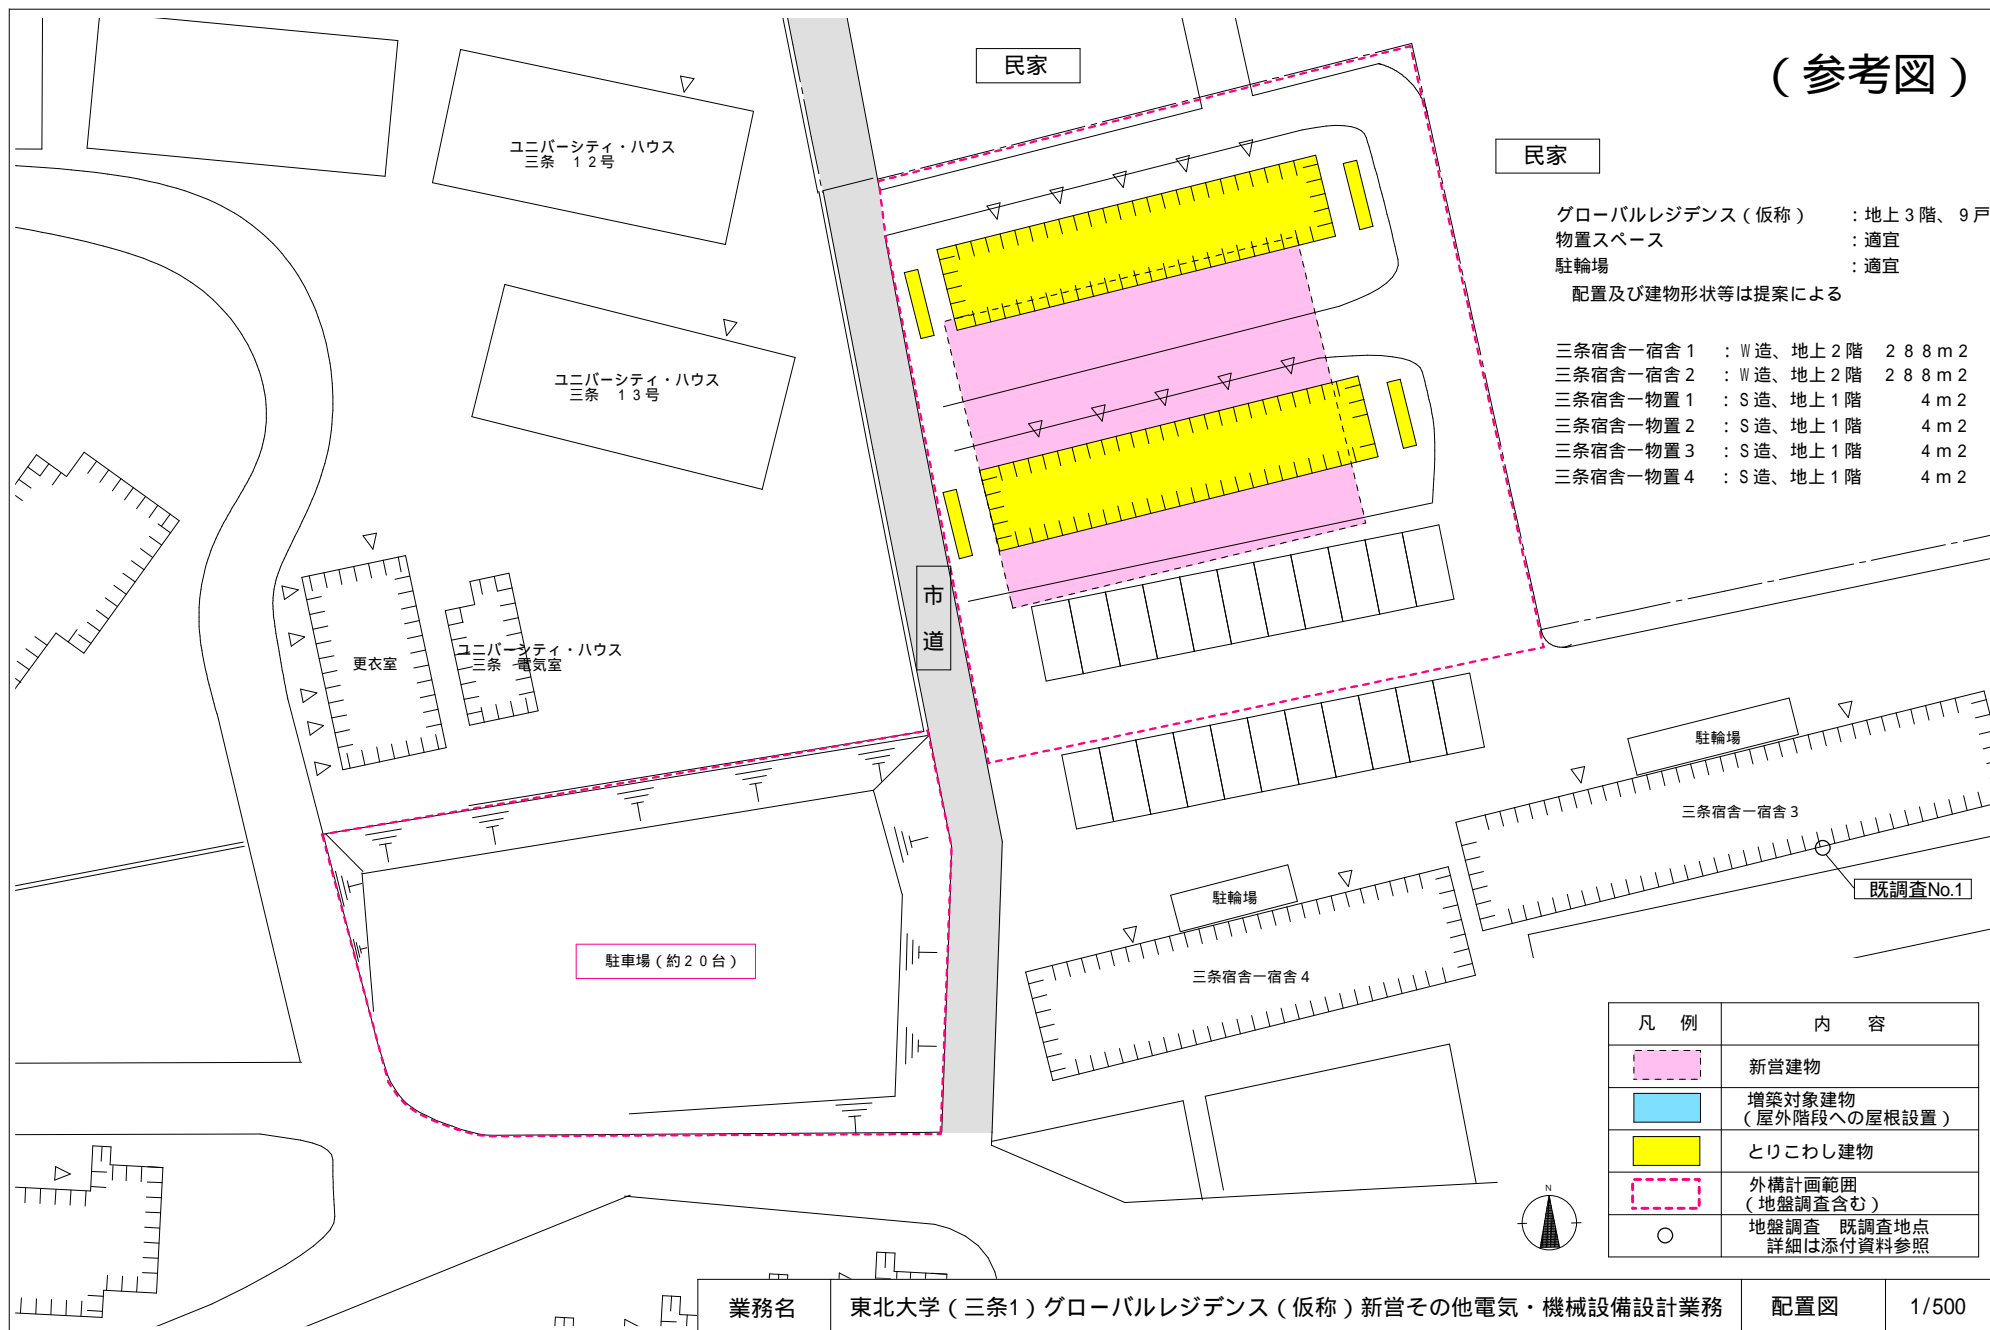 (参考図)
民家
民家
ユニバーシティ・ハウス
三条 12号
グローバルレジデンス(仮称) :地上3階、9戸
物置スペース :適宜
駐輪場 :適宜
配置及び建物形状等は提案による
三条宿舎一宿舎1 :W造、地上2階 288m2
三条宿舎一宿舎2 :W造、地上2階 288m2
三条宿舎一物置1 :S造、地上1階 4m2
三条宿舎一物置2 :S造、地上1階 4m2
三条宿舎一物置3 :S造、地上1階 4m2
三条宿舎一物置4 :S造、地上1階 4m2
ユニバーシティ・ハウス
三条 13号
市
道
更衣室
ユニバーシティ・ハウス
三条 電気室
駐輪場
三条宿舎一宿舎3
既調査No.1
駐輪場
三条宿舎一宿舎4
駐車場(約20台)
凡 例 内 容
新営建物
増築対象建物
(屋外階段への屋根設置)
とりこわし建物
外構計画範囲
(地盤調査含む)
地盤調査 既調査地点
詳細は添付資料参照
N
業務名 東北大学(三条1)グローバルレジデンス(仮称)新営その他電気・機械設備設計業務 配置図 1/500